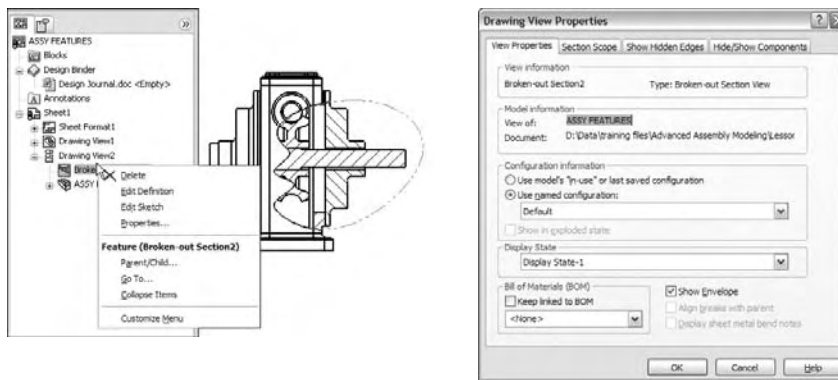 ASSY FEATURES
Blocks
Design Binder
Design Journal.doc <Empty>
Annotations
Sheet1
Sheet Format1
Drawing View1
Drawing View2
Broke
ASSY
Delete
Edit Definition
Edit Sketch
Properties...
Feature (Broken-out Section2)
Parent/Child...
Go To...
Collapse Items
Customize Menu
Drawing View Properties
View Properties Section Scope Show Hidden Edges Hide/Show Components
View information
Broken-out Section2 Type: Broken-out Section View
Model information
View of: ASSY FEATURES
Document: D:\Data\training files\Advanced Assembly Modeling\Lessor
Configuration information
Use model's "in-use" or last saved configuration
Use named configuration:
Default
Show in exploded state
Display State
Display State-1
Bill of Materials (BOM)
Keep linked to BOM
<None>
Show Envelope
Align breaks with parent
Display sheet metal bend notes
OK Cancel Help